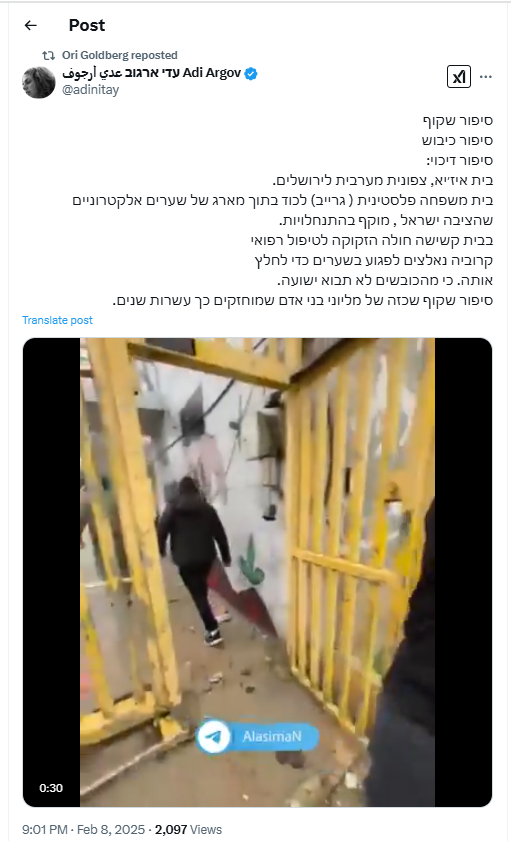 Post
Ori Goldberg reposted
Adi Argov עדי ארגוב عدي أرجوف
@adinitay
סיפור שקוף
סיפור כיבוש
סיפור דיכוי:
בית איז׳יא, צפונית מערבית לירושלים.
בית משפחה פלסטינית ( גרייב) לכוד בתוך מארג של שערים אלקטרוניים
שהציבה ישראל , מוקף בהתנחלויות.
בבית קשישה חולה הזקוקה לטיפול רפואי
קרוביה נאלצים לפגוע בשערים כדי לחלץ
אותה. כי מהכובשים לא תבוא ישועה.
סיפור שקוף שכזה של מליוני בני אדם שמוחזקים כך עשרות שנים.
Translate post
AlasimaN
0:30
9:01 PM · Feb 8, 2025 · 2,097 Views